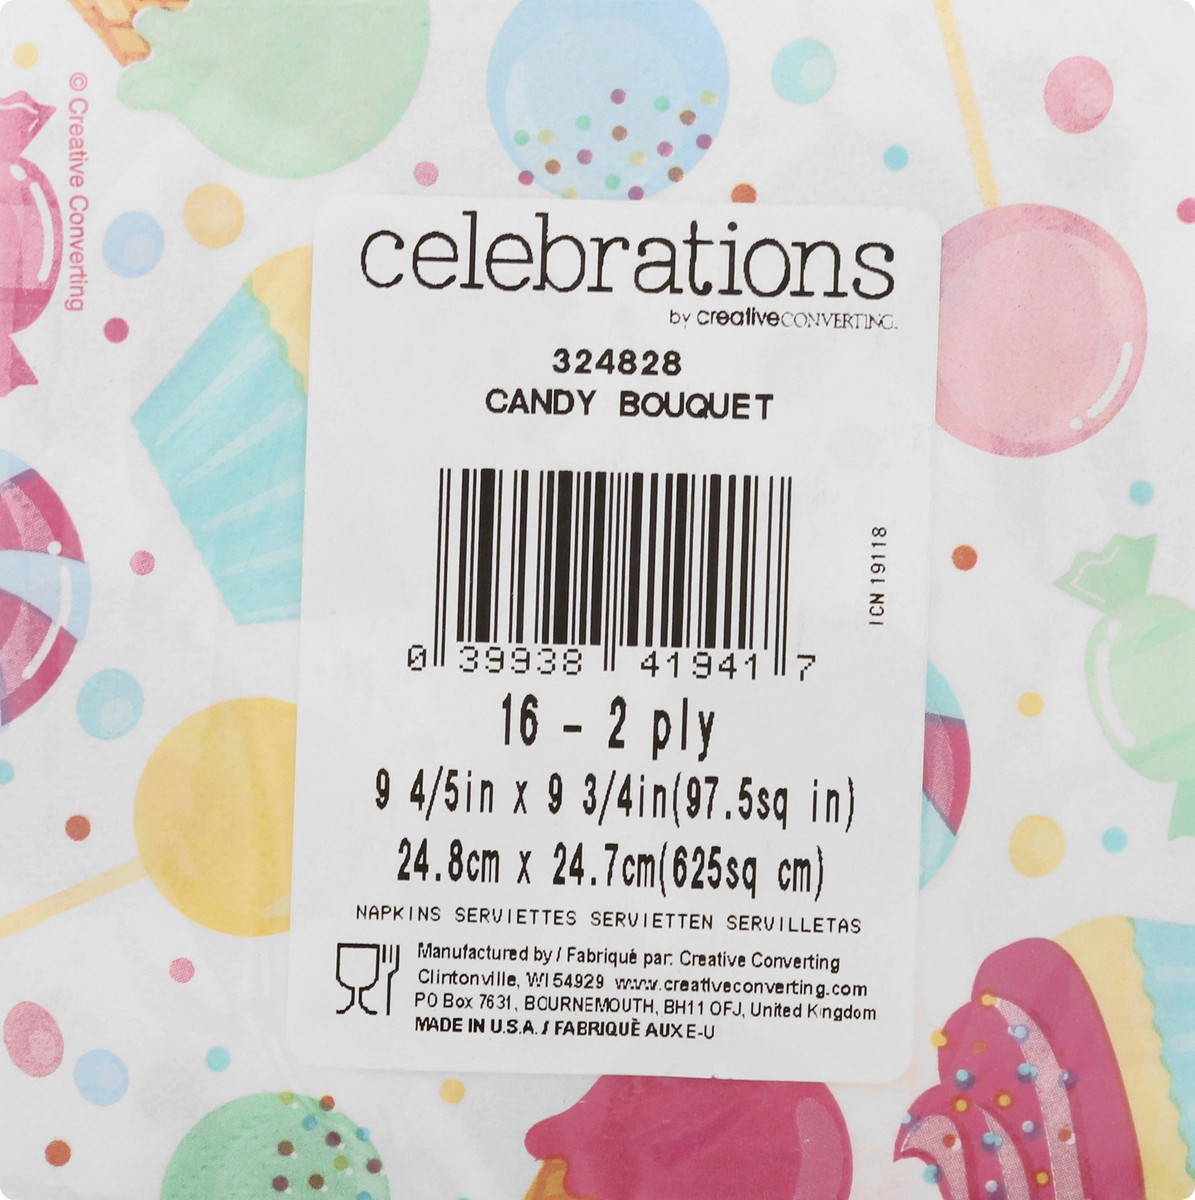 © Creative Converting
celebrations
by creativeCONVERTING.
324828
CANDY BOUQUET
ICN 19118
0 39938 41941 7
16 - 2 ply
9 4/5in x 9 3/4in(97.5sq in)
24.8cm x 24.7cm(625sq cm)
NAPKINS SERVIETTES SERVIETTEN SERVILLETAS
Manufactured by / Fabriqué par: Creative Converting
Clintonville, WI 54929 www.creativeconverting.com
PO Box 7631, BOURNEMOUTH, BH11 OFJ, United Kingdom
MADE IN U.S.A. / FABRIQUÈ AUX E-U